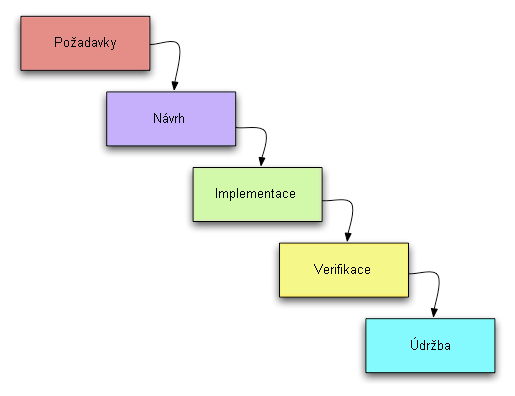 Požadavky
Návrh
Implementace
Verifikace
Údržba